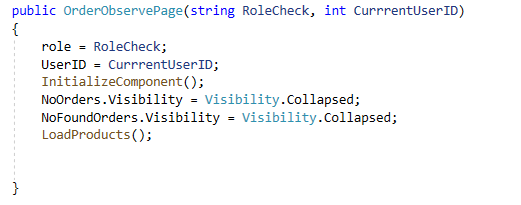 public OrderObservePage(string RoleCheck, int CurrrentUserID)
{
role = RoleCheck;
UserID = CurrrentUserID;
InitializeComponent();
NoOrders.Visibility = Visibility.Collapsed;
NoFoundOrders.Visibility = Visibility.Collapsed;
LoadProducts();
}